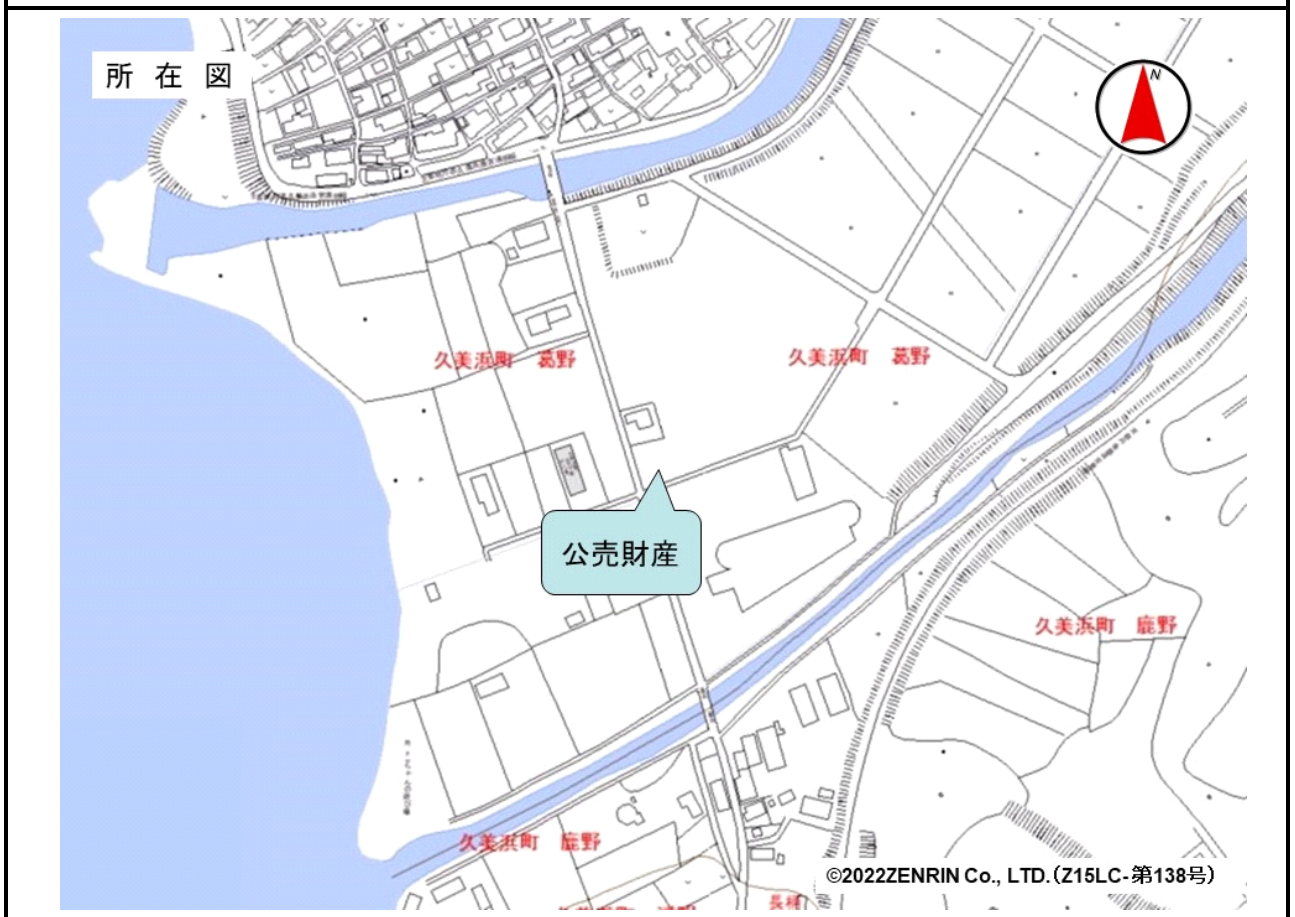 所 在 図
N
久美浜町 葛野
久美浜町 葛野
公売財産
久美浜町 鹿野
久美浜町 鹿野
©2022ZENRIN Co., LTD.(Z15LC-第138号)